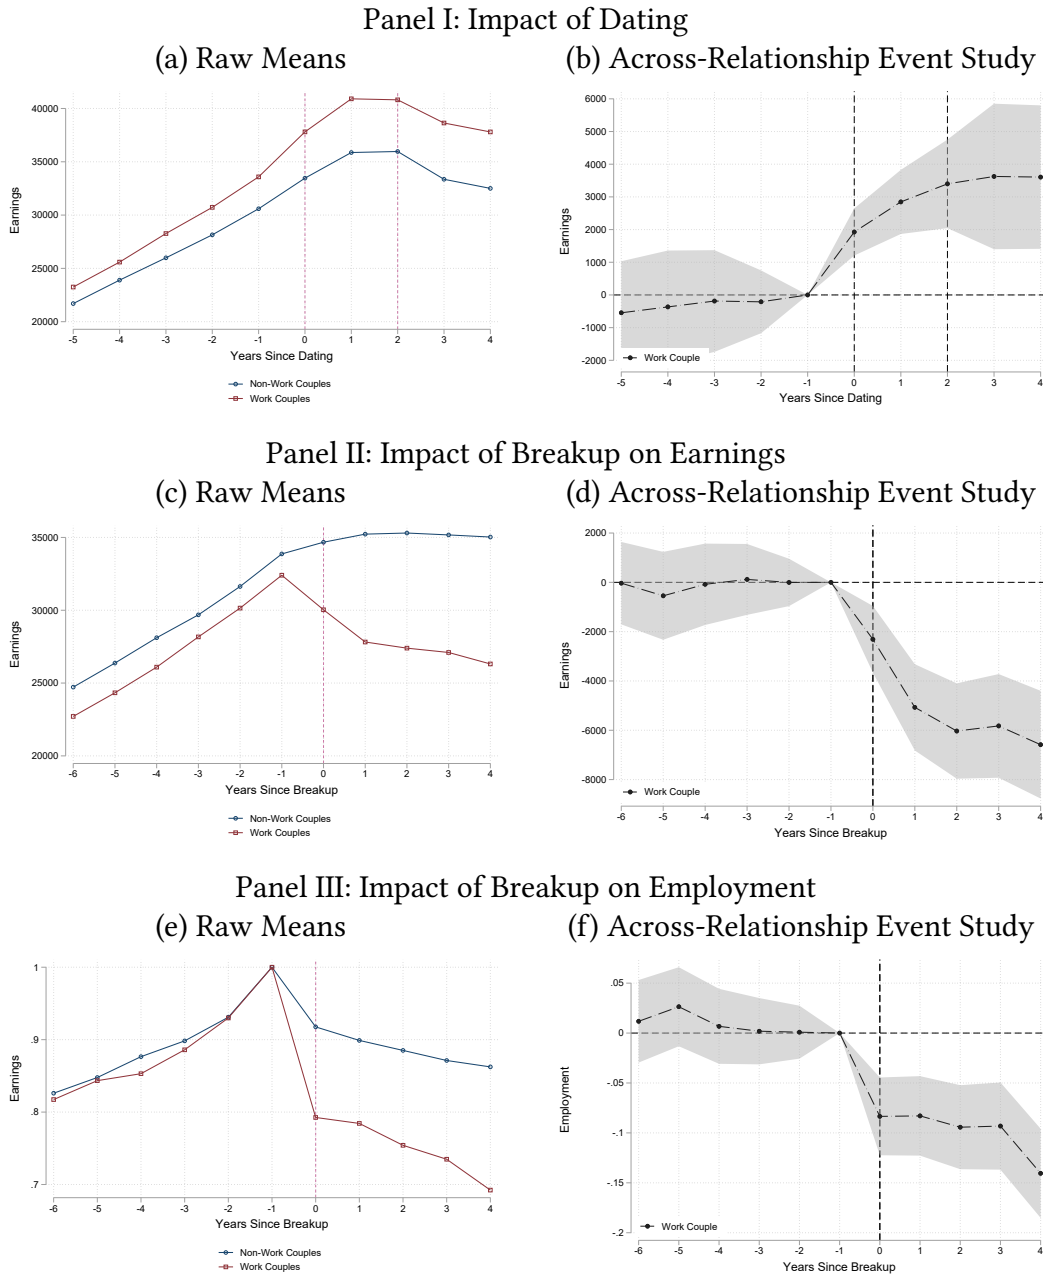 Panel I: Impact of Dating
(a) Raw Means
(b) Across-Relationship Event Study
40000
35000
30000
25000
20000
Earnings
-5 -4 -3 -2 -1 0 1 2 3 4
Years Since Dating
Non-Work Couples
Work Couples
6000
5000
4000
3000
2000
1000
0
-1000
-2000
Earnings
Work Couple
-5 -4 -3 -2 -1 0 1 2 3 4
Years Since Dating
Panel II: Impact of Breakup on Earnings
(c) Raw Means
(d) Across-Relationship Event Study
35000
30000
25000
20000
Earnings
-6 -5 -4 -3 -2 -1 0 1 2 3 4
Years Since Breakup
Non-Work Couples
Work Couples
2000
0
-2000
-4000
-6000
-8000
Earnings
Work Couple
-6 -5 -4 -3 -2 -1 0 1 2 3 4
Years Since Breakup
Panel III: Impact of Breakup on Employment
(e) Raw Means
(f) Across-Relationship Event Study
1
.9
.8
.7
Earnings
-6 -5 -4 -3 -2 -1 0 1 2 3 4
Years Since Breakup
Non-Work Couples
Work Couples
.05
0
-.05
-.1
-.15
-.2
Employment
Work Couple
-6 -5 -4 -3 -2 -1 0 1 2 3 4
Years Since Breakup